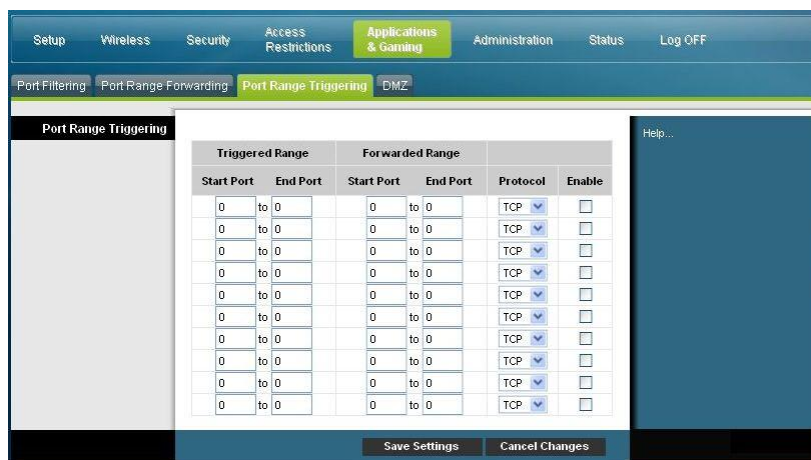 Setup Wireless Security Access Restrictions Applications & Gaming Administration Status Log OFF
Port Filtering Port Range Forwarding Port Range Triggering DMZ
Port Range Triggering
Help...
Triggered Range Forwarded Range
Start Port End Port Start Port End Port Protocol Enable
0 to 0 0 to 0 TCP
0 to 0 0 to 0 TCP
0 to 0 0 to 0 TCP
0 to 0 0 to 0 TCP
0 to 0 0 to 0 TCP
0 to 0 0 to 0 TCP
0 to 0 0 to 0 TCP
0 to 0 0 to 0 TCP
0 to 0 0 to 0 TCP
0 to 0 0 to 0 TCP
Save Settings Cancel Changes